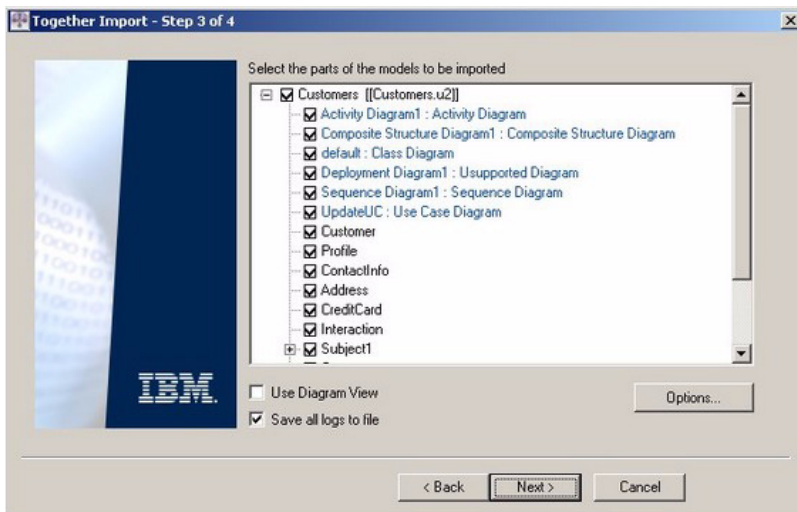 Together Import - Step 3 of 4
Select the parts of the models to be imported
Customers [[Customers.u2]]
Activity Diagram1 : Activity Diagram
Composite Structure Diagram1 : Composite Structure Diagram
default : Class Diagram
Deployment Diagram1 : Usupported Diagram
Sequence Diagram1 : Sequence Diagram
UpdateUC : Use Case Diagram
Customer
Profile
ContactInfo
Address
CreditCard
Interaction
Subject1
IBM.
Use Diagram View
Options...
Save all logs to file
< Back
Next >
Cancel